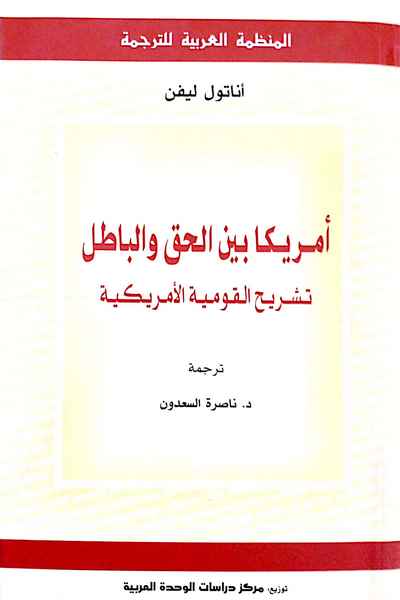 المنظمة العربية للترجمة
أناتول ليفن
أمريكا بين الحق والباطل
تشريح القومية الأمريكية
ترجمة
د. ناصرة السعدون
توزيع: مركز دراسات الوحدة العربية